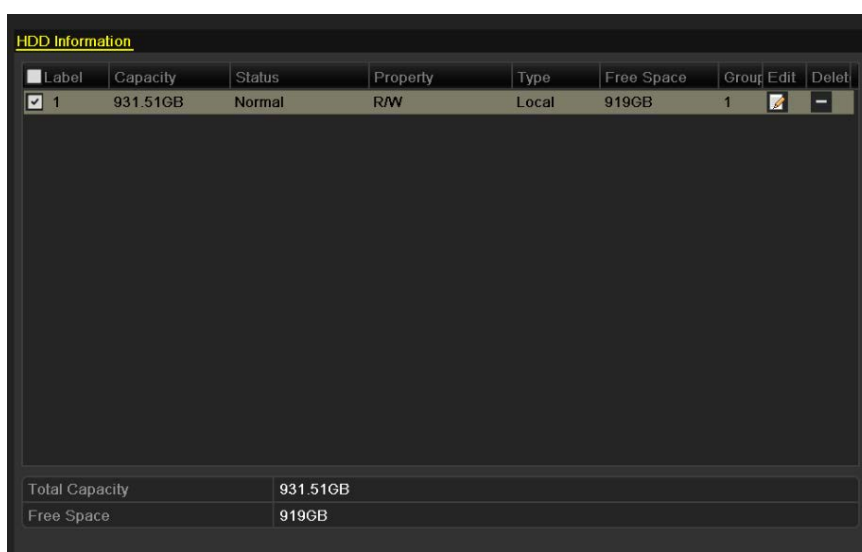 HDD Information
Label Capacity Status Property Type Free Space Group Edit Delet
1 931.51GB Normal R/W Local 919GB 1
Total Capacity 931.51GB
Free Space 919GB